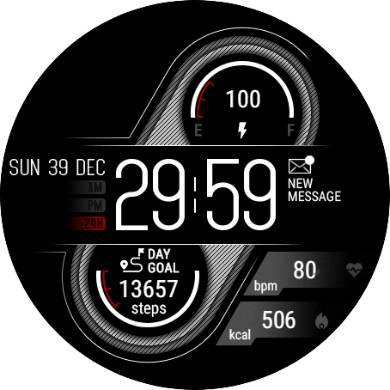 100
E F
SUN 39 DEC
AM
PM
24H
29:59
NEW
MESSAGE
DAY
GOAL
13657
steps
bpm 80
kcal 506